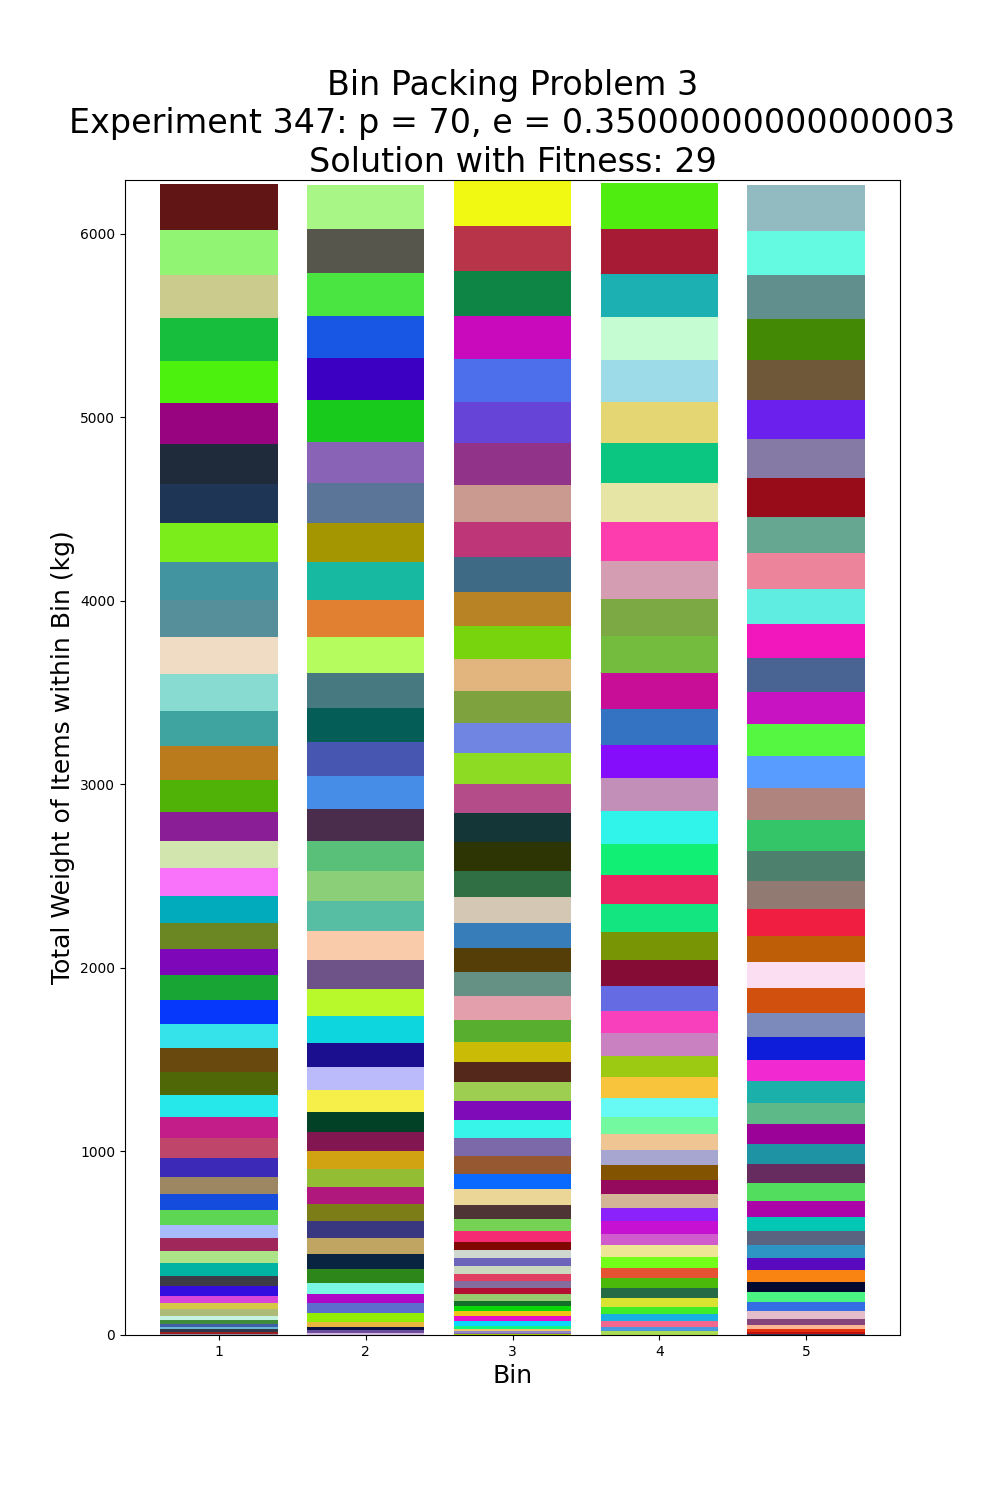 Bin Packing Problem 3
Experiment 347: p = 70, e = 0.35000000000000003
Solution with Fitness: 29
Total Weight of Items within Bin (kg)
6000
5000
4000
3000
2000
1000
0
1 2 3 4 5
Bin